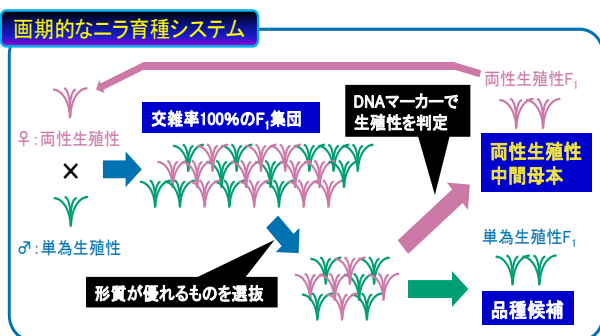 画期的なニラ育種システム
♀:両性生殖性
×
♂:単為生殖性
交雑率100%のF₁集団
形質が優れるものを選抜
DNAマーカーで
生殖性を判定
両性生殖性F₁
両性生殖性
中間母本
単為生殖性F₁
品種候補